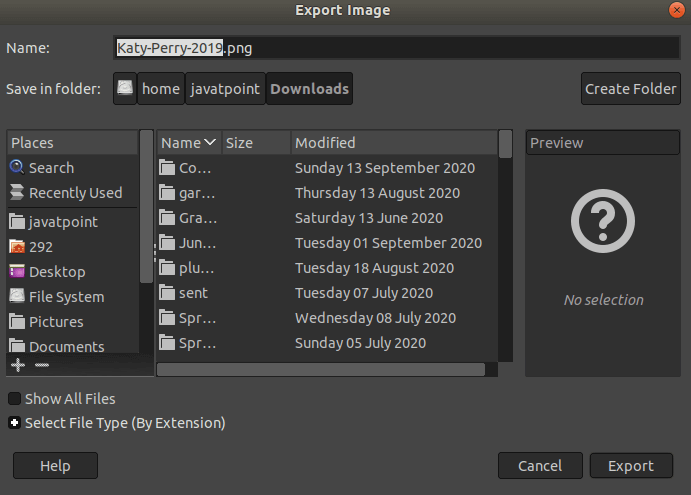 Export Image
Name: Katy-Perry-2019.png
Save in folder: home javatpoint Downloads Create Folder
Places Name Size Modified Preview
Search Co... Sunday 13 September 2020
Recently Used gar... Thursday 13 August 2020
javatpoint Gra... Saturday 13 June 2020
292 Jun... Tuesday 01 September 2020
Desktop plu... Tuesday 18 August 2020
File System sent Tuesday 07 July 2020 No selection
Pictures Spr... Wednesday 08 July 2020
Documents Spr... Sunday 05 July 2020
Show All Files
Select File Type (By Extension)
Help Cancel Export